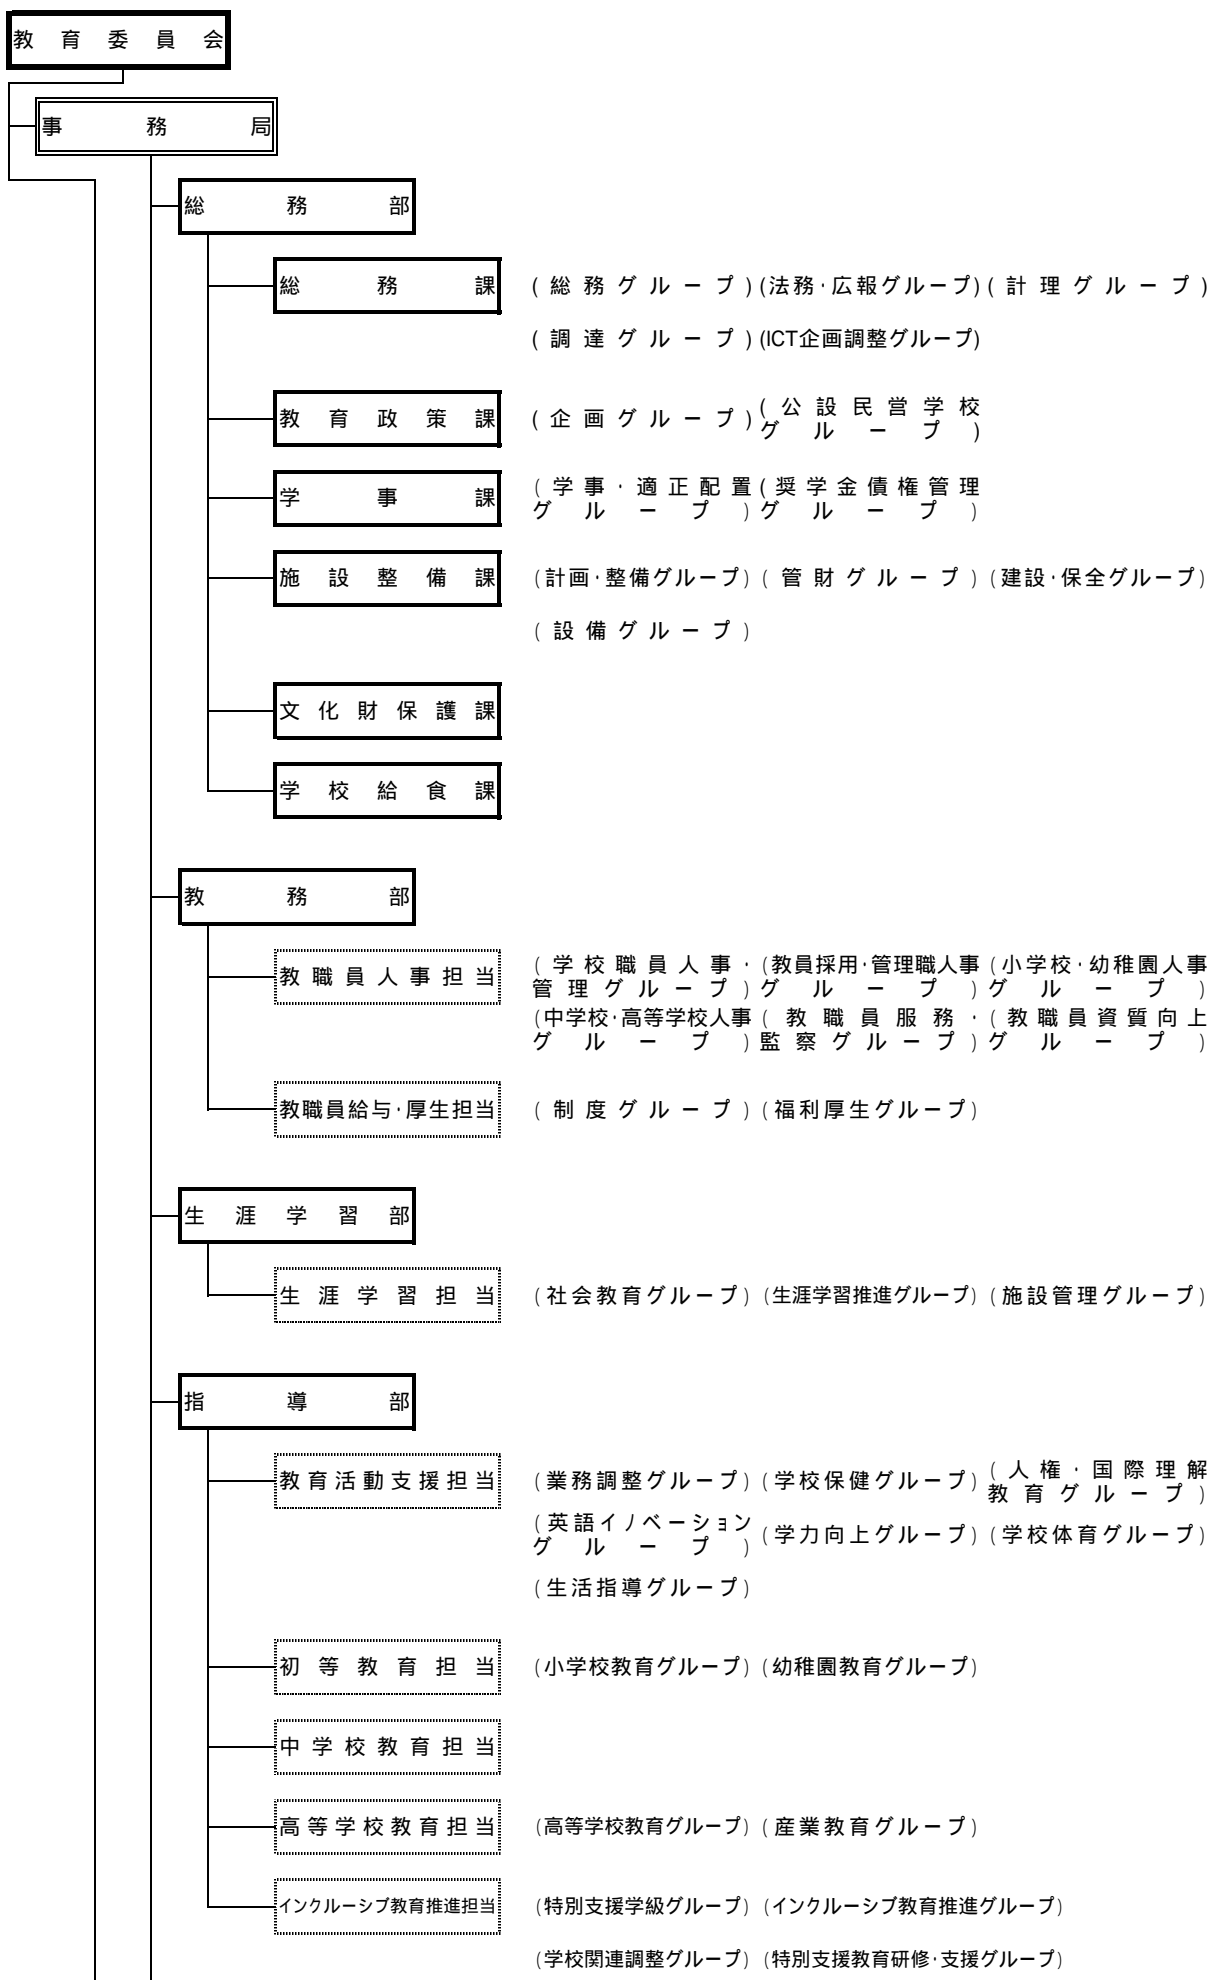 教育委員会
事務局
総務部
総務課 (総務グループ) (法務・広報グループ) (計理グループ)
(調達グループ) (ICT企画調整グループ)
教育政策課 (企画グループ) (公設民営学校
グループ)
学事課 (学事・適正配置
グループ) (奨学金債権管理
グループ)
施設整備課 (計画・整備グループ) (管財グループ) (建設・保全グループ)
(設備グループ)
文化財保護課
学校給食課
教務部
教職員人事担当 (学校職員人事・
管理グループ) (教員採用・管理職人事
グループ) (小学校・幼稚園人事
グループ)
(中学校・高等学校人事
グループ) (教職員服務・
監察グループ) (教職員資質向上
グループ)
教職員給与・厚生担当 (制度グループ) (福利厚生グループ)
生涯学習部
生涯学習担当 (社会教育グループ) (生涯学習推進グループ) (施設管理グループ)
指導部
教育活動支援担当 (業務調整グループ) (学校保健グループ) (人権・国際理解
教育グループ)
(英語イノベーション
グループ) (学力向上グループ) (学校体育グループ)
(生活指導グループ)
初等教育担当 (小学校教育グループ) (幼稚園教育グループ)
中学校教育担当
高等学校教育担当 (高等学校教育グループ) (産業教育グループ)
インクルーシブ教育推進担当 (特別支援学級グループ) (インクルーシブ教育推進グループ)
(学校関連調整グループ) (特別支援教育研修・支援グループ)